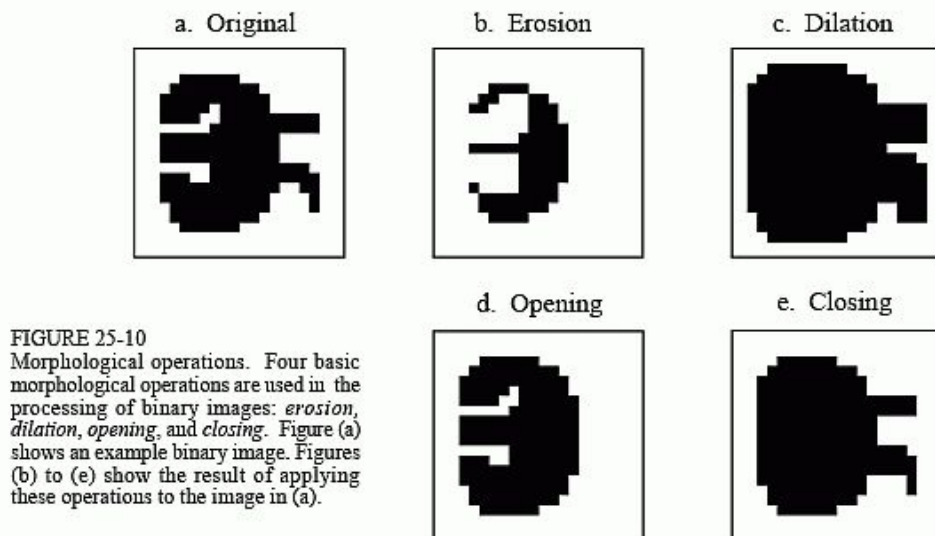 a. Original
b. Erosion
c. Dilation
d. Opening
e. Closing
FIGURE 25-10
Morphological operations. Four basic
morphological operations are used in the
processing of binary images: erosion,
dilation, opening, and closing. Figure (a)
shows an example binary image. Figures
(b) to (e) show the result of applying
these operations to the image in (a).